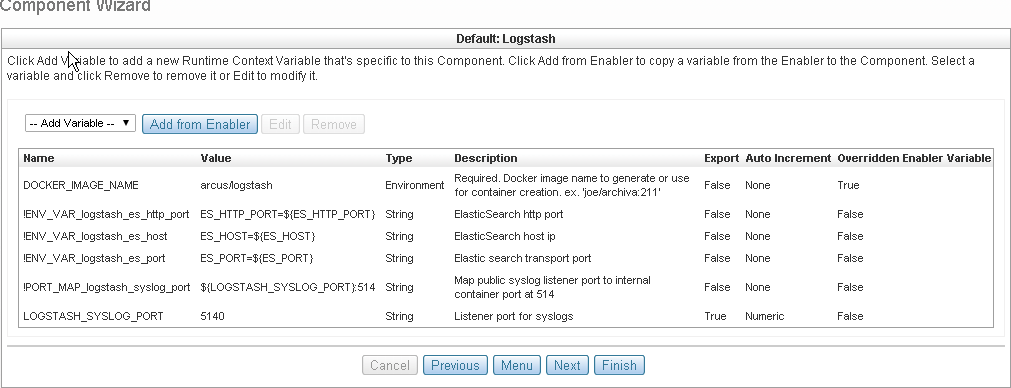 Component Wizard
Default: Logstash
Click Add Variable to add a new Runtime Context Variable that's specific to this Component. Click Add from Enabler to copy a variable from the Enabler to the Component. Select a
variable and click Remove to remove it or Edit to modify it.
-- Add Variable -- Add from Enabler Edit Remove
Name Value Type Description Export Auto Increment Overridden Enabler Variable
DOCKER_IMAGE_NAME arcus/logstash Environment Required. Docker image name to generate or use for container creation. ex. 'joe/archiva:211' False None True
!ENV_VAR_logstash_es_http_port ES_HTTP_PORT=${ES_HTTP_PORT} String ElasticSearch http port False None False
!ENV_VAR_logstash_es_host ES_HOST=${ES_HOST} String ElasticSearch host ip False None False
!ENV_VAR_logstash_es_port ES_PORT=${ES_PORT} String Elastic search transport port False None False
!PORT_MAP_logstash_syslog_port ${LOGSTASH_SYSLOG_PORT}:514 String Map public syslog listener port to internal container port at 514 False None False
LOGSTASH_SYSLOG_PORT 5140 String Listener port for syslogs True Numeric False
Cancel Previous Menu Next Finish